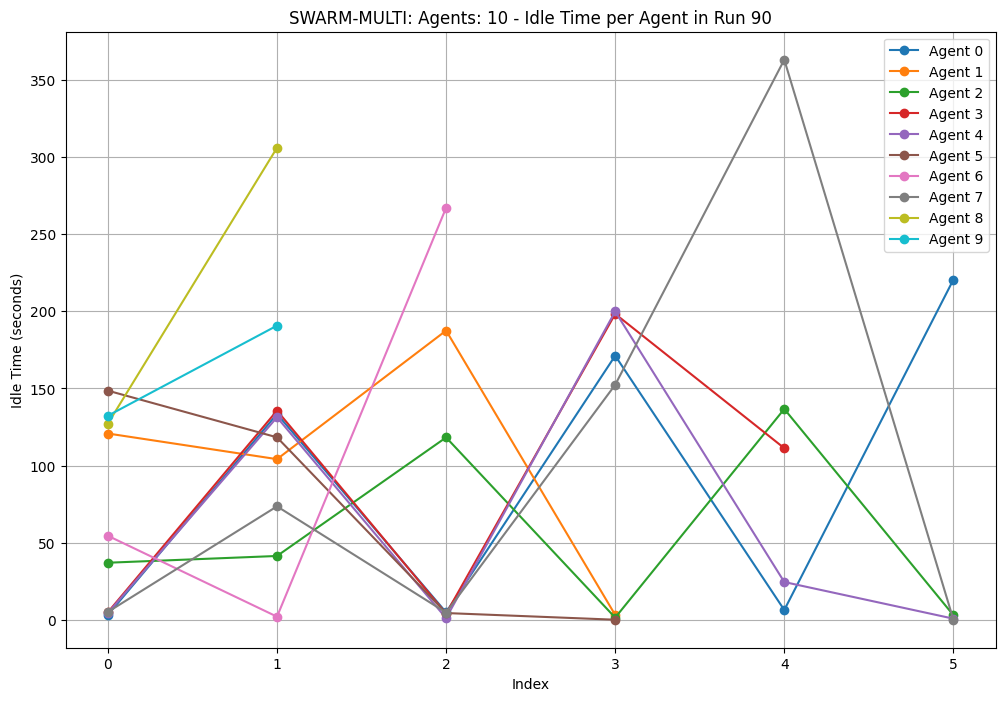 SWARM-MULTI: Agents: 10 - Idle Time per Agent in Run 90
Idle Time (seconds)
350
300
250
200
150
100
50
0
0 1 2 3 4 5
Index
Agent 0
Agent 1
Agent 2
Agent 3
Agent 4
Agent 5
Agent 6
Agent 7
Agent 8
Agent 9